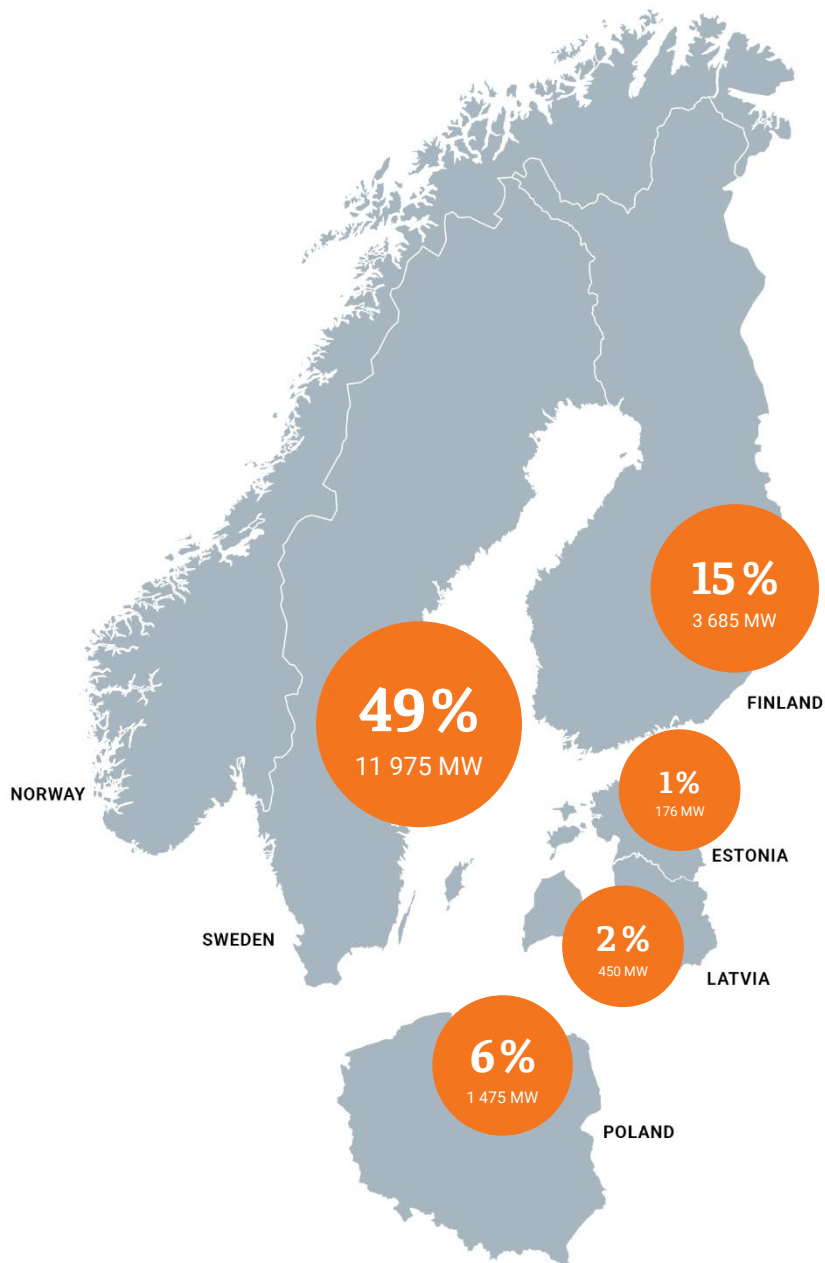 15 %
3 685 MW
FINLAND
49 %
11 975 MW
NORWAY
1 %
176 MW
ESTONIA
SWEDEN
2 %
450 MW
LATVIA
6 %
1 475 MW
POLAND